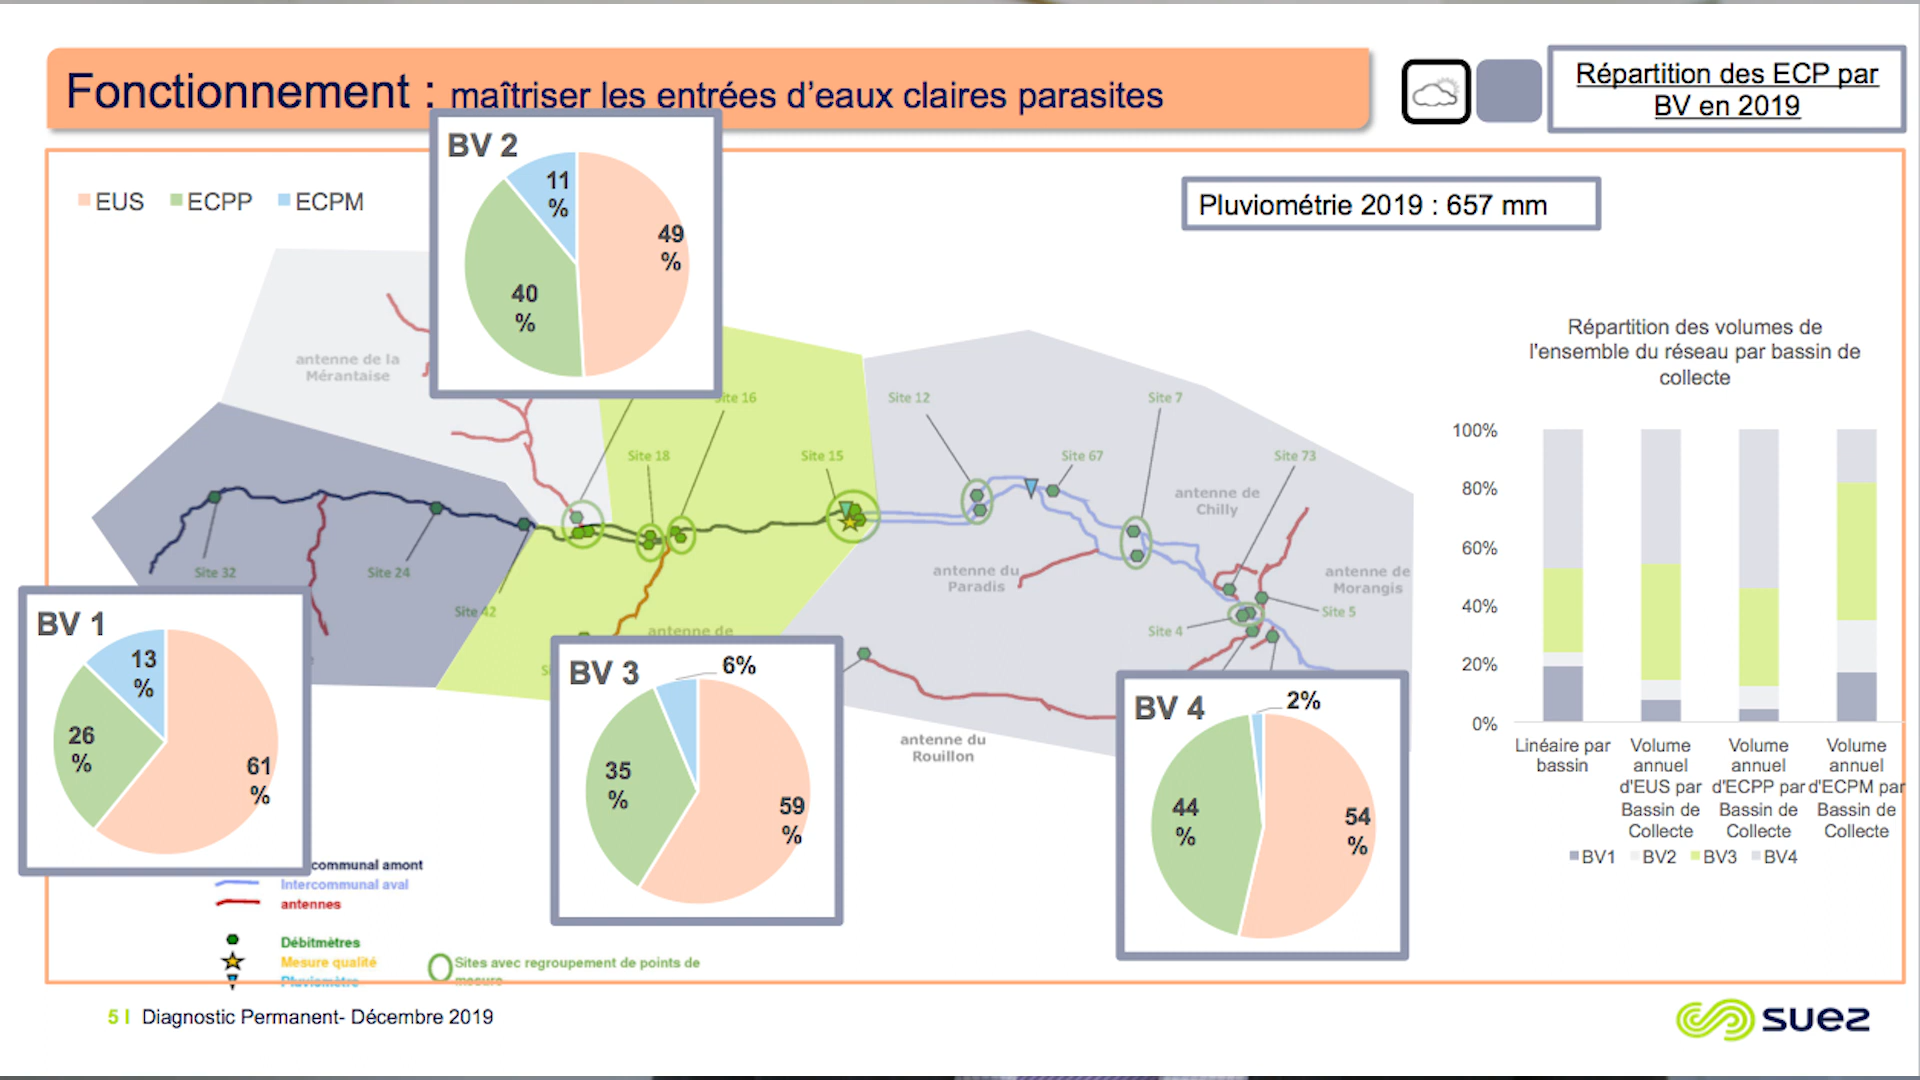 Fonctionnement : maîtriser les entrées d'eaux claires parasites
Répartition des ECP par
BV en 2019
EUS ECPP ECPM
Pluviométrie 2019 : 657 mm
BV 2
11
%
49
%
40
%
antenne de la
Mérantaise
Site 16
Site 12
Site 7
Site 18
Site 15
Site 67
Site 73
antenne de
Chilly
Site 32
Site 24
antenne du
Paradis
antenne de
Morangis
Site 42
Site 5
antenne de
Site 4
BV 1
13
%
26
%
61
%
BV 3
6%
35
%
59
%
BV 4
2%
44
%
54
%
antenne du
Rouillon
communal amont
Intercommunal aval
antennes
Débitmètres
Mesure qualité
Pluviomètre
Sites avec regroupement de points de
mesure
Répartition des volumes de
l'ensemble du réseau par bassin de
collecte
100%
80%
60%
40%
20%
0%
Linéaire par
bassin
Volume
annuel
d'EUS par
Bassin de
Collecte
Volume
annuel
d'ECPP par
Bassin de
Collecte
Volume
annuel
d'ECPM par
Bassin de
Collecte
BV1 BV2 BV3 BV4
5 I Diagnostic Permanent- Décembre 2019
suez